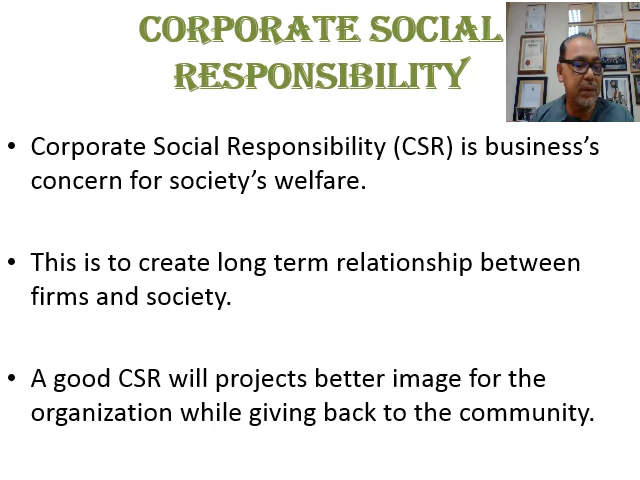 CORPORATE SOCIAL
RESPONSIBILITY
• Corporate Social Responsibility (CSR) is business’s
concern for society’s welfare.
• This is to create long term relationship between
firms and society.
• A good CSR will projects better image for the
organization while giving back to the community.